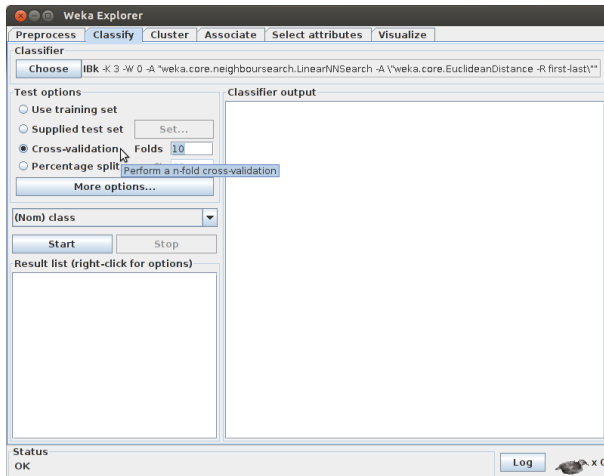 Weka Explorer
Preprocess Classify Cluster Associate Select attributes Visualize
Classifier
Choose IBk -K 3 -W 0 -A "weka.core.neighboursearch.LinearNNSearch -A \"weka.core.EuclideanDistance -R first-last\""
Test options
Use training set
Supplied test set Set...
Cross-validation Folds 10
Percentage split
Perform a n-fold cross-validation
More options...
(Nom) class
Start Stop
Result list (right-click for options)
Classifier output
Status
OK
Log x 0